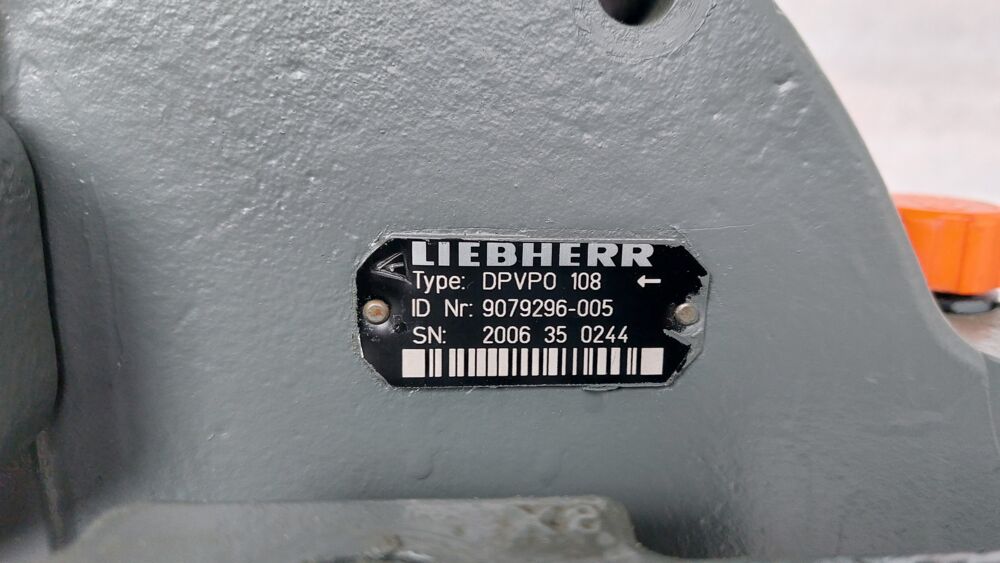 LIEBHERR
Type: DPVPO 108 ←
ID Nr: 9079296-005
SN: 2006 35 0244